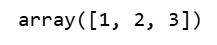 array([1, 2, 3])